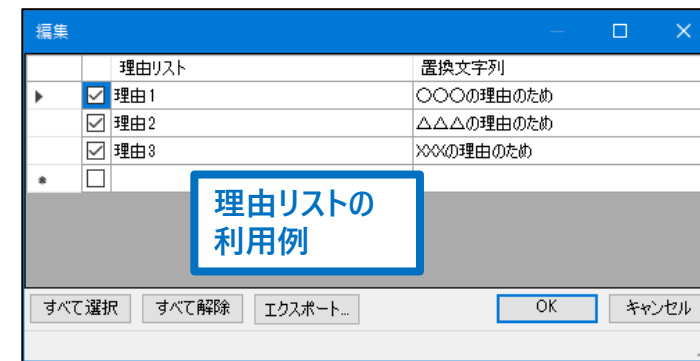 編集
理由リスト 置換文字列
理由1 〇〇〇の理由のため
理由2 △△△の理由のため
理由3 XXXの理由のため
理由リストの
利用例
すべて選択 すべて解除 エクスポート... OK キャンセル